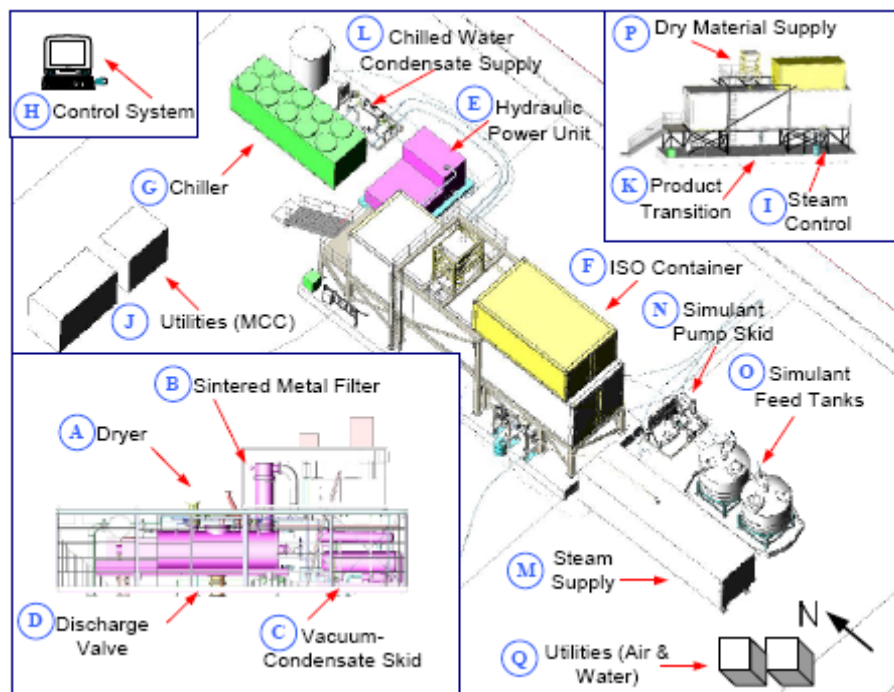 H Control System
L Chilled Water
Condensate Supply
E Hydraulic
Power Unit
G Chiller
P Dry Material Supply
K Product
Transition
I Steam
Control
F ISO Container
J Utilities (MCC)
N Simulant
Pump Skid
O Simulant
Feed Tanks
B Sintered Metal Filter
A Dryer
D Discharge
Valve
C Vacuum-
Condensate Skid
M Steam
Supply
N
Q Utilities (Air &
Water)